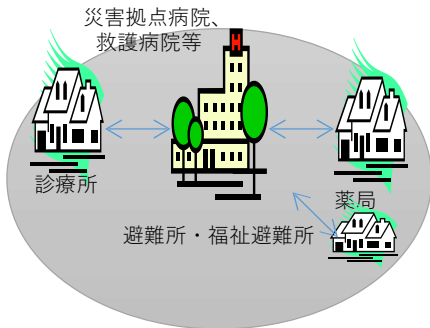 災害拠点病院、
救護病院等
H
診療所
薬局
避難所・福祉避難所